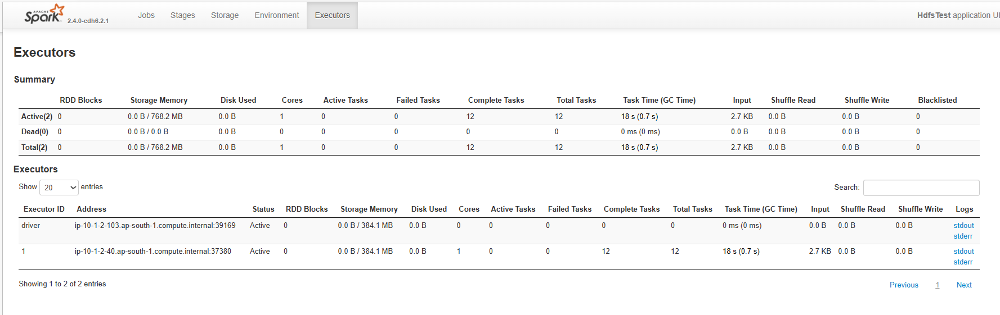 APACHE
Spark 2.4.0-cdh6.2.1 Jobs Stages Storage Environment Executors HdfsTest application UI
Executors
Summary
RDD Blocks Storage Memory Disk Used Cores Active Tasks Failed Tasks Complete Tasks Total Tasks Task Time (GC Time) Input Shuffle Read Shuffle Write Blacklisted
Active(2) 0 0.0 B / 768.2 MB 0.0 B 1 0 0 12 12 18 s (0.7 s) 2.7 KB 0.0 B 0.0 B 0
Dead(0) 0 0.0 B / 0.0 B 0.0 B 0 0 0 0 0 0 ms (0 ms) 0.0 B 0.0 B 0.0 B 0
Total(2) 0 0.0 B / 768.2 MB 0.0 B 1 0 0 12 12 18 s (0.7 s) 2.7 KB 0.0 B 0.0 B 0
Executors
Show 20 entries Search:
Executor ID Address Status RDD Blocks Storage Memory Disk Used Cores Active Tasks Failed Tasks Complete Tasks Total Tasks Task Time (GC Time) Input Shuffle Read Shuffle Write Logs
driver ip-10-1-2-103.ap-south-1.compute.internal:39169 Active 0 0.0 B / 384.1 MB 0.0 B 0 0 0 0 0 0 ms (0 ms) 0.0 B 0.0 B 0.0 B stdout
stderr
1 ip-10-1-2-40.ap-south-1.compute.internal:37380 Active 0 0.0 B / 384.1 MB 0.0 B 1 0 0 12 12 18 s (0.7 s) 2.7 KB 0.0 B 0.0 B stdout
stderr
Showing 1 to 2 of 2 entries Previous 1 Next